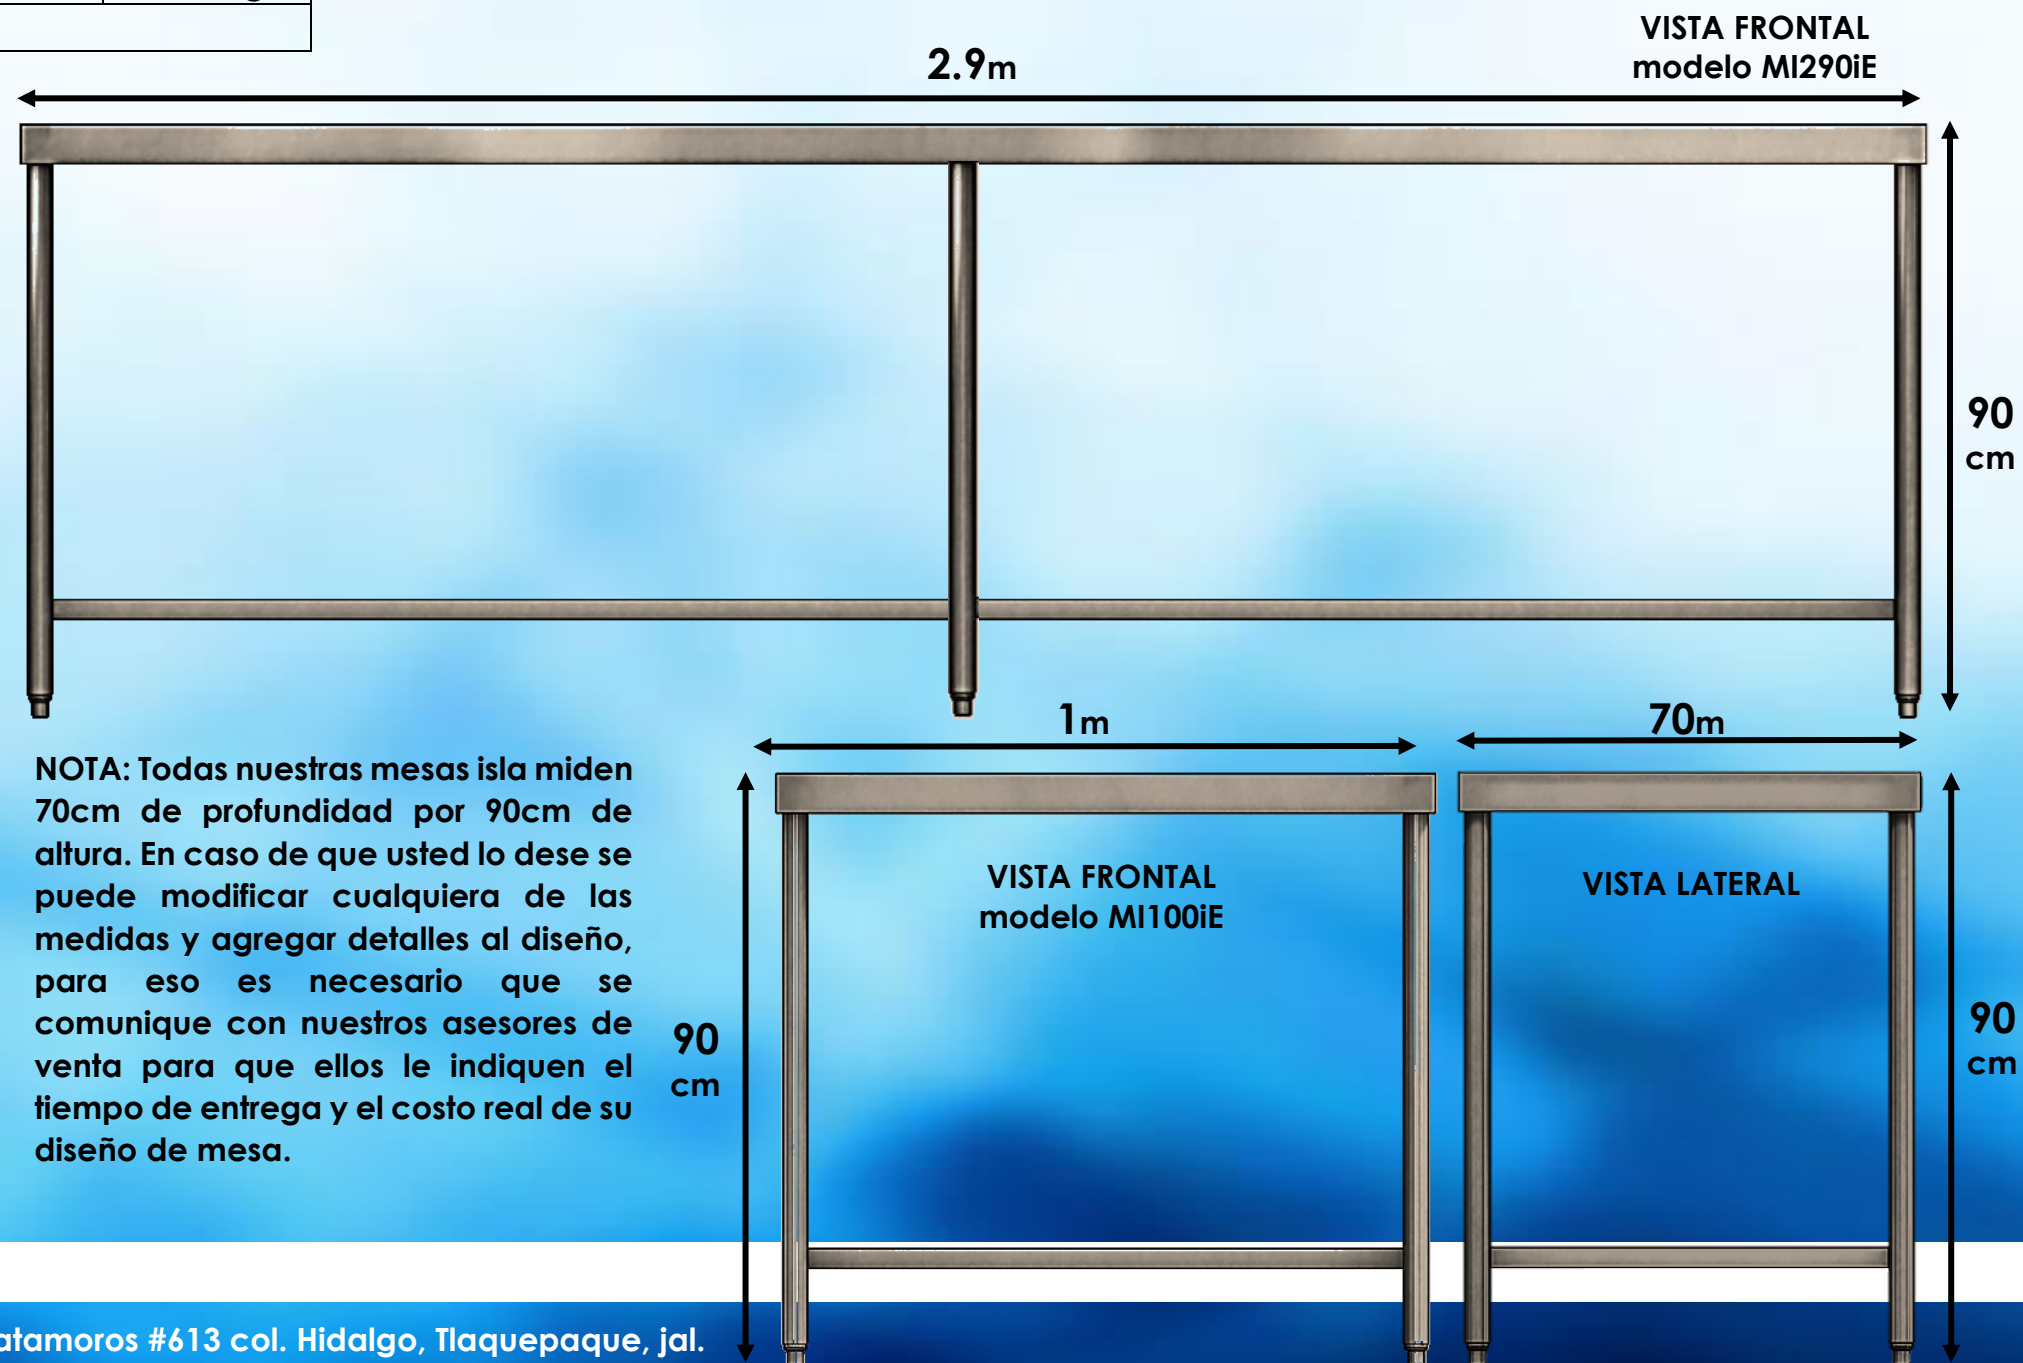 VISTA FRONTAL
modelo MI290iE
2.9m
90
cm
1m
70m
NOTA: Todas nuestras mesas isla miden
70cm de profundidad por 90cm de
altura. En caso de que usted lo dese se
puede modificar cualquiera de las
medidas y agregar detalles al diseño,
para eso es necesario que se
comunique con nuestros asesores de
venta para que ellos le indiquen el
tiempo de entrega y el costo real de su
diseño de mesa.
90
cm
VISTA FRONTAL
modelo MI100iE
VISTA LATERAL
90
cm
atamoros #613 col. Hidalgo, Tlaquepaque, jal.